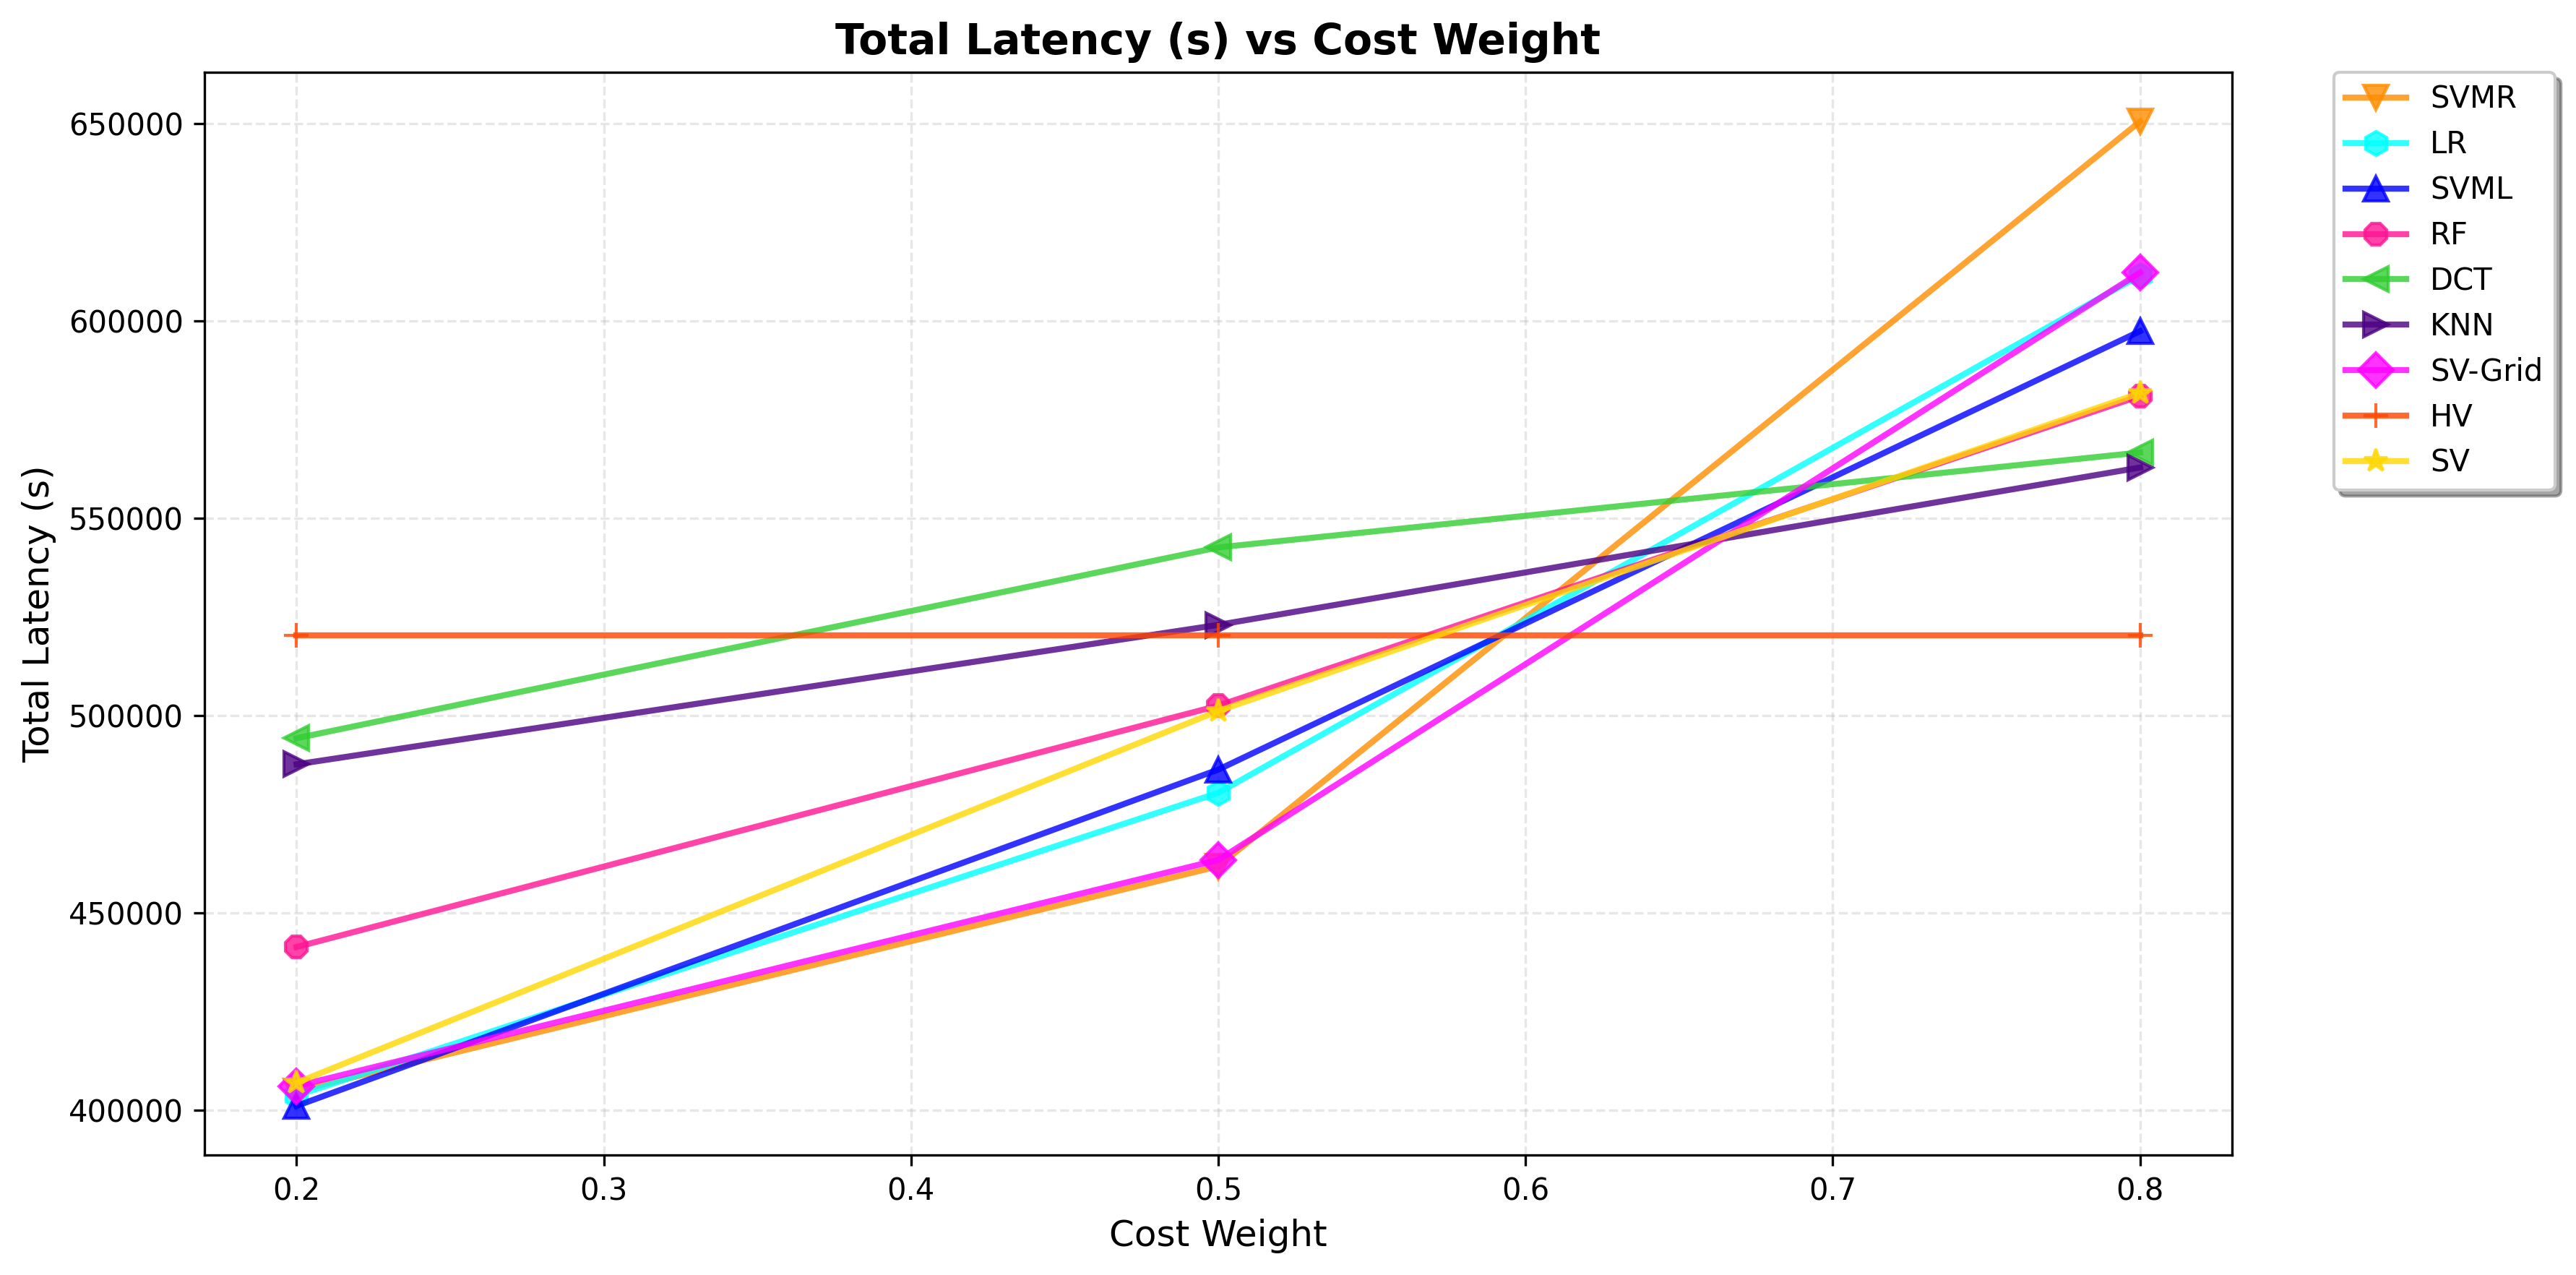 Total Latency (s) vs Cost Weight
Total Latency (s)
650000
600000
550000
500000
450000
400000
0.2
0.3
0.4
0.5
0.6
0.7
0.8
Cost Weight
SVMR
LR
SVML
RF
DCT
KNN
SV-Grid
HV
SV